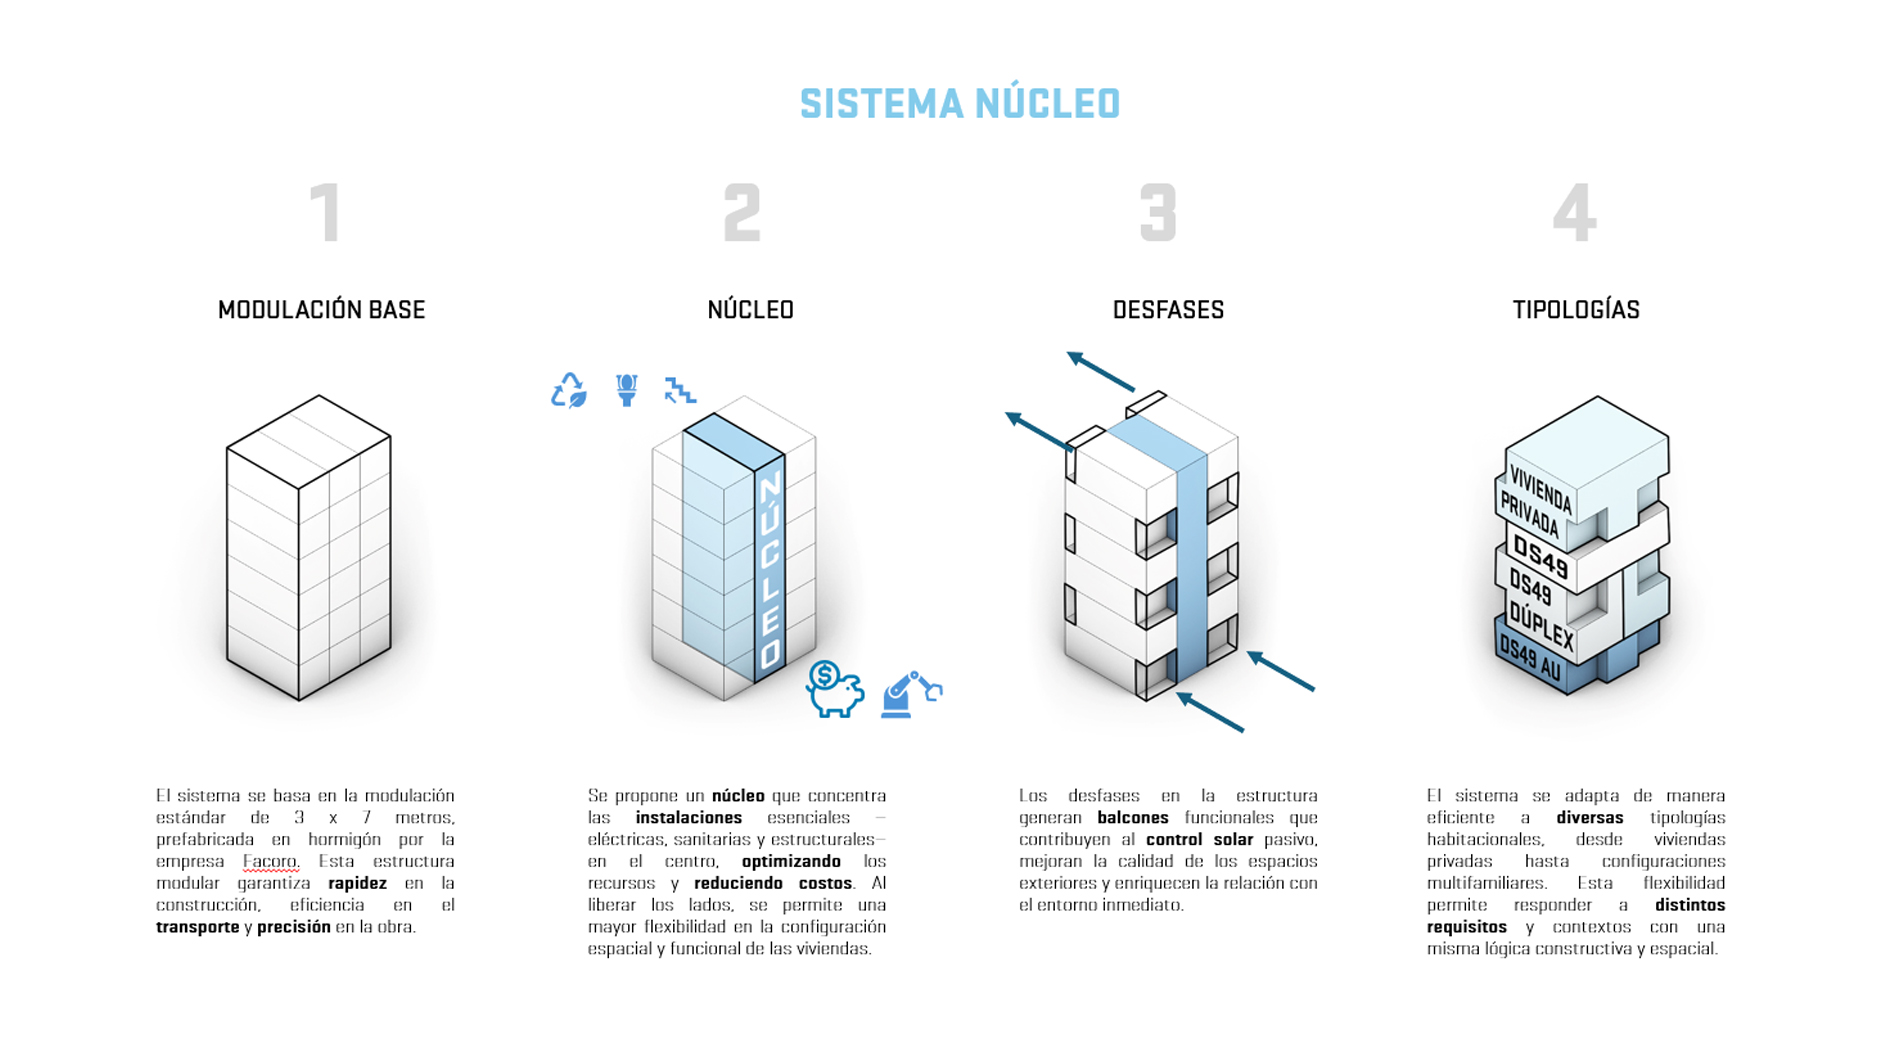 SISTEMA NÚCLEO
1
MODULACIÓN BASE
El sistema se basa en la modulación
estándar de 3 x 7 metros,
prefabricada en hormigón por la
empresa Facoro. Esta estructura
modular garantiza rapidez en la
construcción, eficiencia en el
transporte y precisión en la obra.
2
NÚCLEO
NÚCLEO
$
Se propone un núcleo que concentra
las instalaciones esenciales –
eléctricas, sanitarias y estructurales–
en el centro, optimizando los
recursos y reduciendo costos. Al
liberar los lados, se permite una
mayor flexibilidad en la configuración
espacial y funcional de las viviendas.
3
DESFASES
Los desfases en la estructura
generan balcones funcionales que
contribuyen al control solar pasivo,
mejoran la calidad de los espacios
exteriores y enriquecen la relación con
el entorno inmediato.
4
TIPOLOGÍAS
VIVIENDA
PRIVADA
DS49
DS49
DÚPLEX
DS49 AU
El sistema se adapta de manera
eficiente a diversas tipologías
habitacionales, desde viviendas
privadas hasta configuraciones
multifamiliares. Esta flexibilidad
permite responder a distintos
requisitos y contextos con una
misma lógica constructiva y espacial.